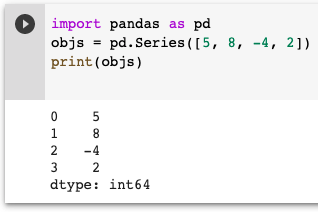 import pandas as pd
objs = pd.Series([5, 8, -4, 2])
print(objs)
0    5
1    8
2   -4
3    2
dtype: int64